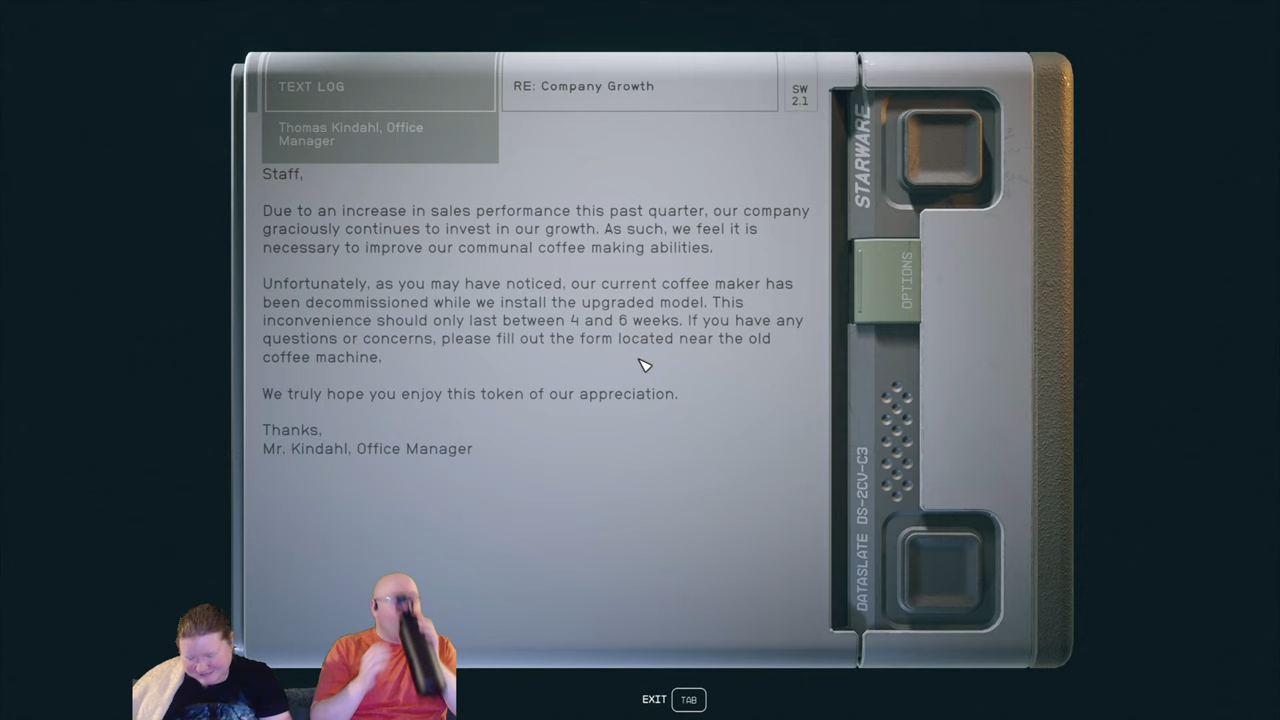 TEXT LOG
RE: Company Growth
SW
2.1
Thomas Kindahl, Office
Manager
Staff,
Due to an increase in sales performance this past quarter, our company
graciously continues to invest in our growth. As such, we feel it is
necessary to improve our communal coffee making abilities.
Unfortunately, as you may have noticed, our current coffee maker has
been decommissioned while we install the upgraded model. This
inconvenience should only last between 4 and 6 weeks. If you have any
questions or concerns, please fill out the form located near the old
coffee machine.
We truly hope you enjoy this token of our appreciation.
Thanks,
Mr. Kindahl, Office Manager
STARWARE
OPTIONS
DATASLATE DS-2CV-C3
EXIT TAB